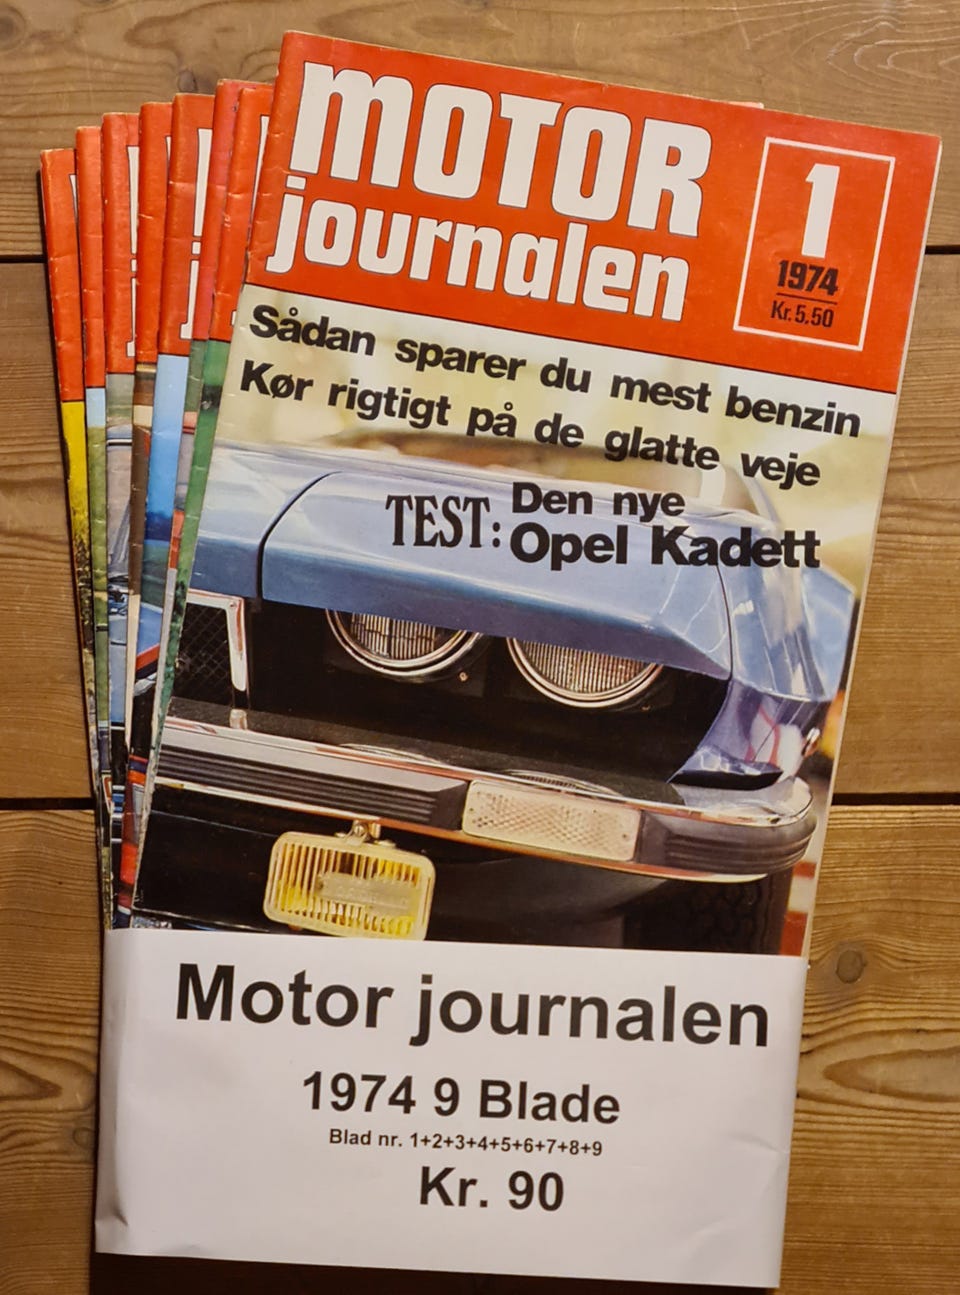 MOTOR
journalen
1
1974
Kr. 5.50
Sådan sparer du mest benzin
Kør rigtigt på de glatte veje
TEST: Den nye
Opel Kadett
Motor journalen
1974 9 Blade
Blad nr. 1+2+3+4+5+6+7+8+9
Kr. 90